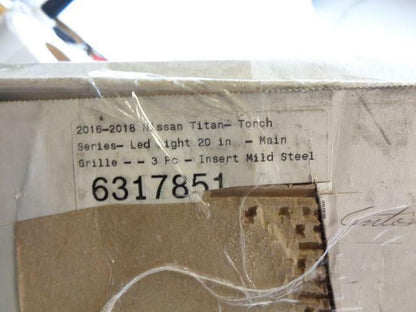 2016-2018 Nissan Titan- Torch
Series- Led Light 20 in - Main
Grille - - 3 Pc - Insert Mild Steel
6317851